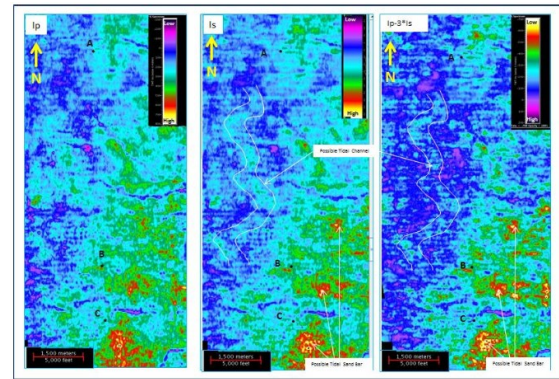 Ip
N
A
B
C
Low
High
1,500 meters
5,000 feet
Is
N
A
B
C
Low
High
Possible Tidal Channel
1,500 meters
5,000 feet
Possible Tidal Sand Bar
Ip-3*Is
N
A
B
C
Low
High
1,500 meters
5,000 feet
Possible Tidal Sand Bar